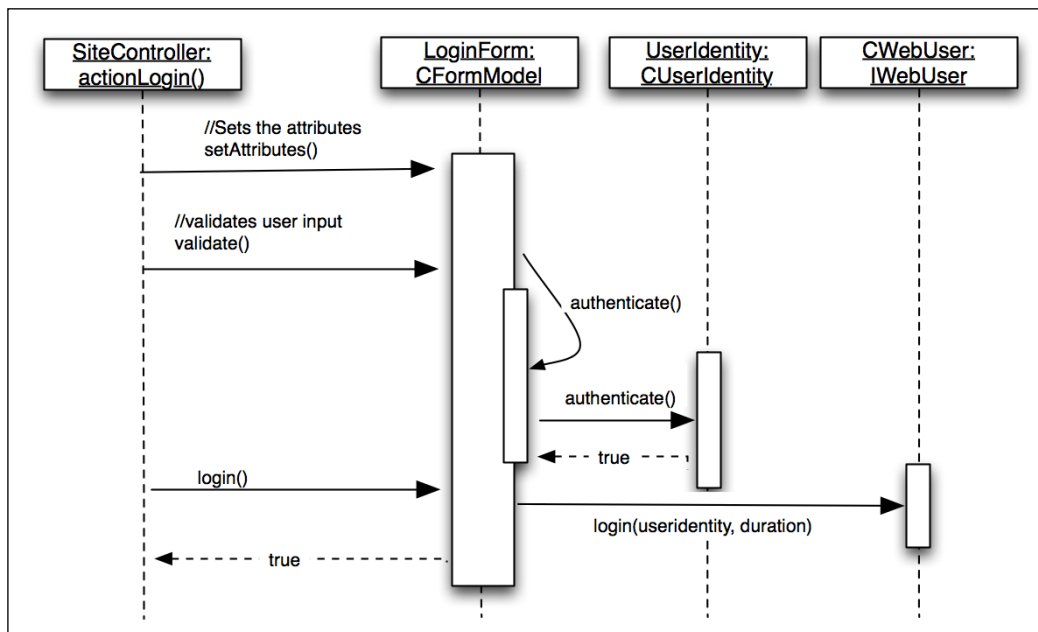 SiteController:
actionLogin()
LoginForm:
CFormModel
UserIdentity:
CUserIdentity
CWebUser:
IWebUser
//Sets the attributes
setAttributes()
//validates user input
validate()
authenticate()
authenticate()
true
login()
login(useridentity, duration)
true